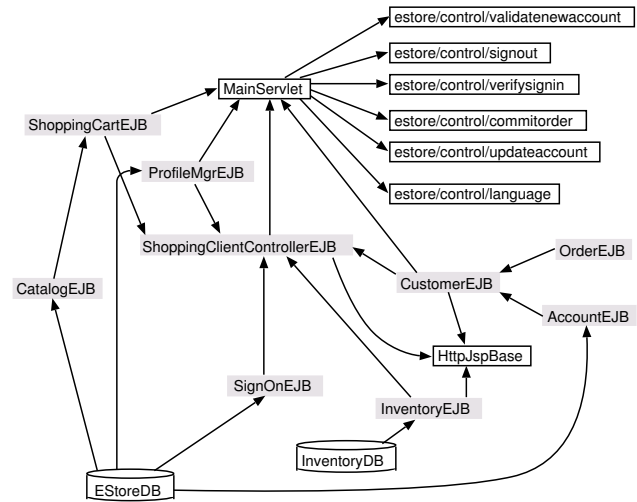 estore/control/validatenewaccount
estore/control/signout
MainServlet
estore/control/verifysignin
ShoppingCartEJB
estore/control/commitorder
estore/control/updateaccount
ProfileMgrEJB
estore/control/language
ShoppingClientControllerEJB
OrderEJB
CatalogEJB
CustomerEJB
AccountEJB
HttpJspBase
SignOnEJB
InventoryEJB
InventoryDB
EStoreDB